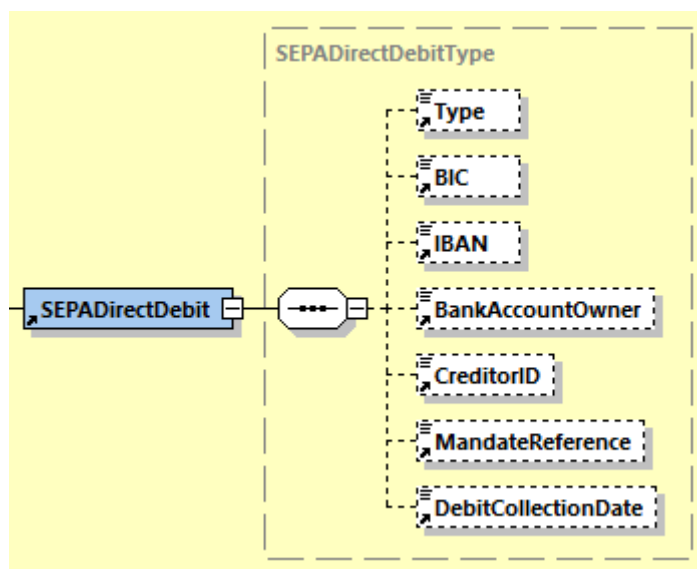 SEPADirectDebitType
Type
BIC
IBAN
SEPADirectDebit
BankAccountOwner
CreditorID
MandateReference
DebitCollectionDate